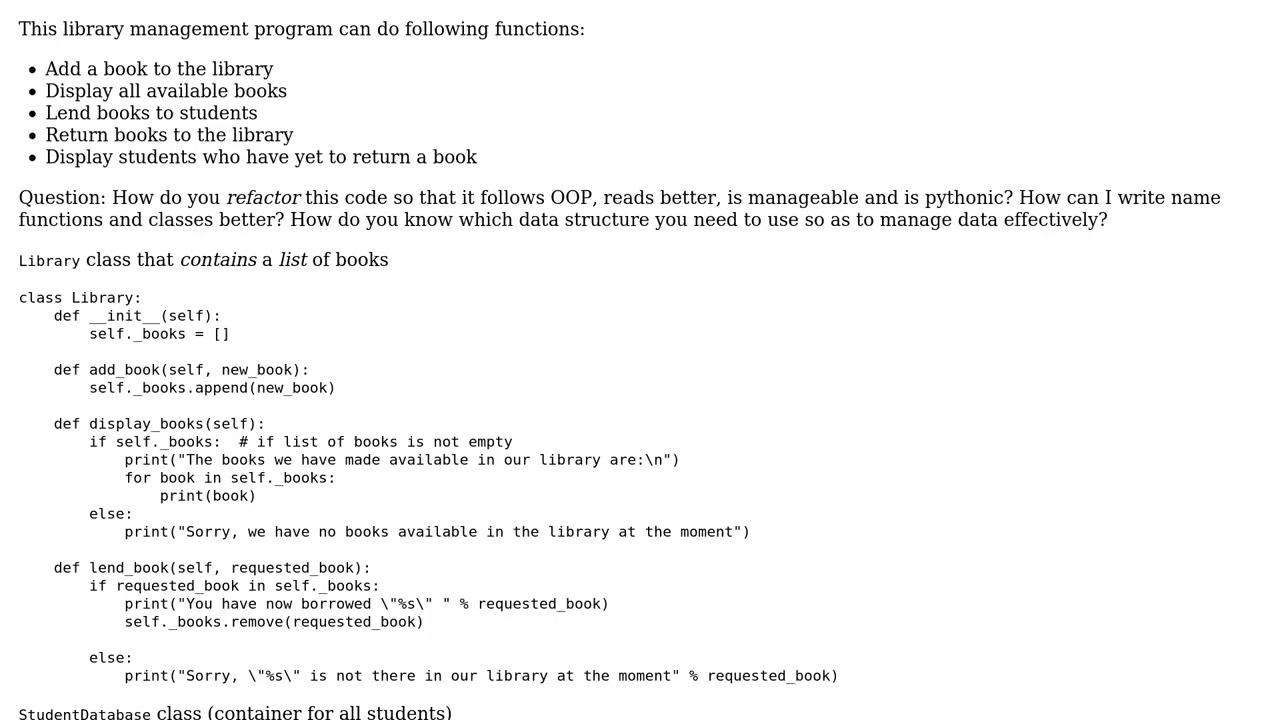 This library management program can do following functions:
• Add a book to the library
• Display all available books
• Lend books to students
• Return books to the library
• Display students who have yet to return a book
Question: How do you refactor this code so that it follows OOP, reads better, is manageable and is pythonic? How can I write name
functions and classes better? How do you know which data structure you need to use so as to manage data effectively?
Library class that contains a list of books
class Library:
    def __init__(self):
        self._books = []
    def add_book(self, new_book):
        self._books.append(new_book)
    def display_books(self):
        if self._books:  # if list of books is not empty
            print("The books we have made available in our library are:\n")
            for book in self._books:
                print(book)
        else:
            print("Sorry, we have no books available in the library at the moment")
    def lend_book(self, requested_book):
        if requested_book in self._books:
            print("You have now borrowed \"%s\" " % requested_book)
            self._books.remove(requested_book)
        else:
            print("Sorry, \"%s\" is not there in our library at the moment" % requested_book)
StudentDatabase class (container for all students)